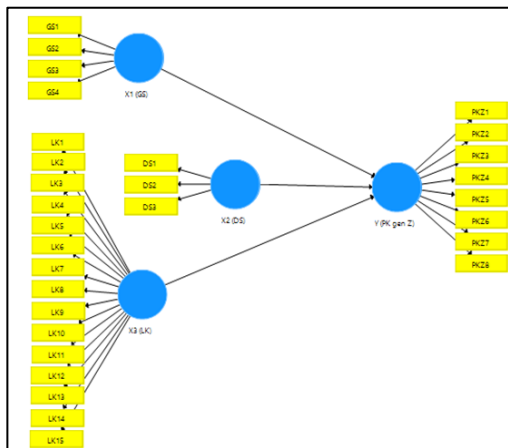 GS1
GS2
GS3
GS4
X1 (GS)
LK1
LK2
LK3
LK4
LK5
LK6
LK7
LK8
LK9
LK10
LK11
LK12
LK13
LK14
LK15
X3 (LK)
DS1
DS2
DS3
X2 (DS)
Y (PK gen Z)
PKZ1
PKZ2
PKZ3
PKZ4
PKZ5
PKZ6
PKZ7
PKZ8